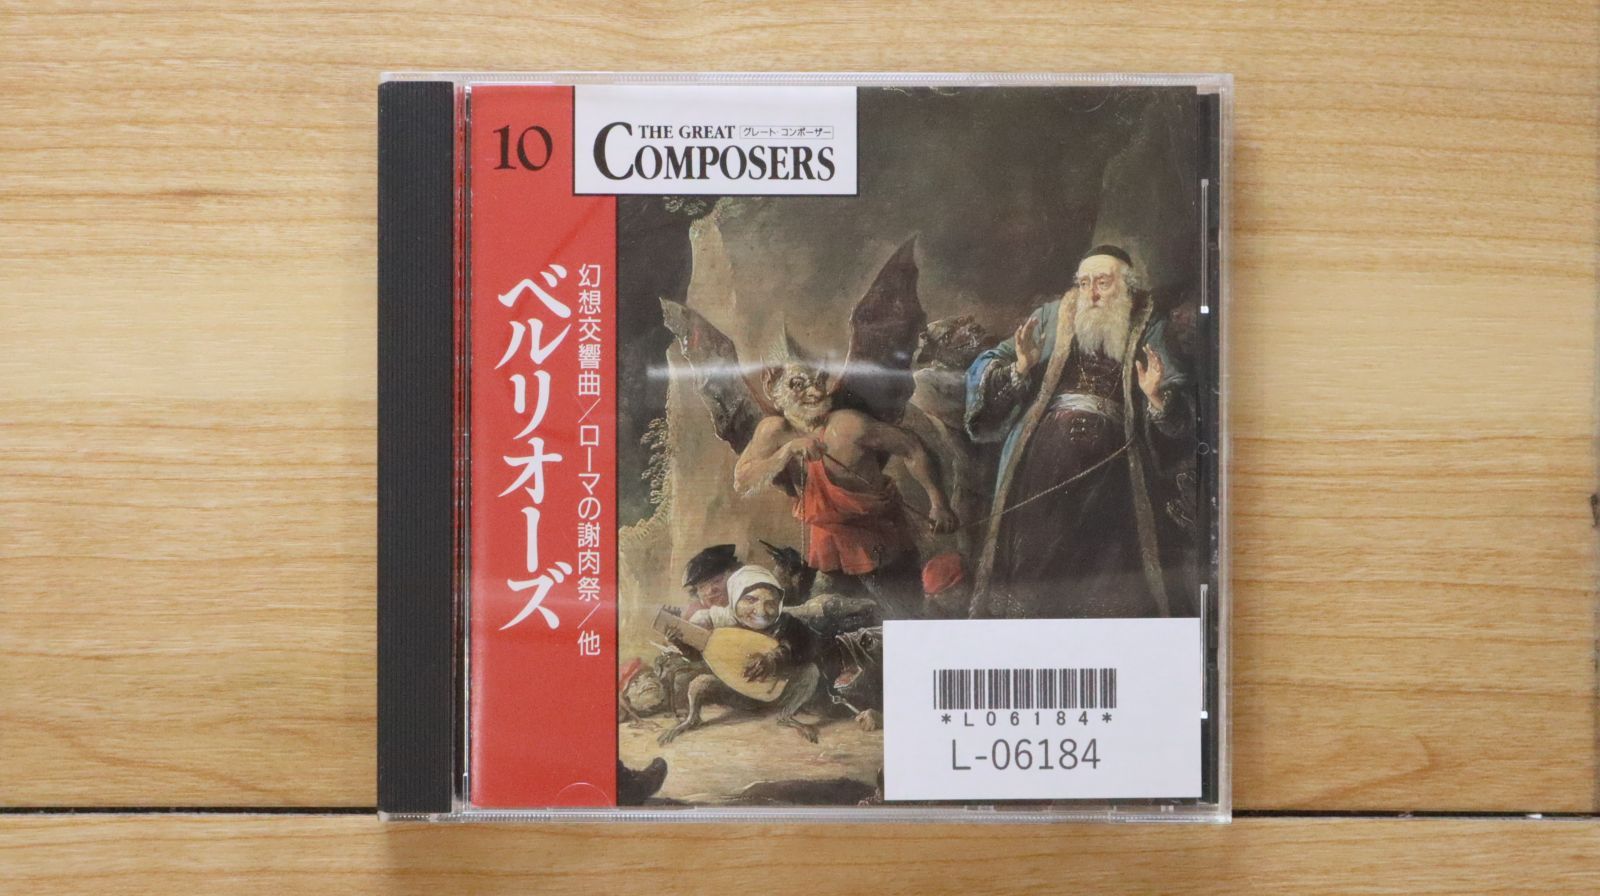 10
THE GREAT グレート・コンポーザー
COMPOSERS
ベルリオーズ
幻想交響曲／ローマの謝肉祭／他
*L06184*
L-06184